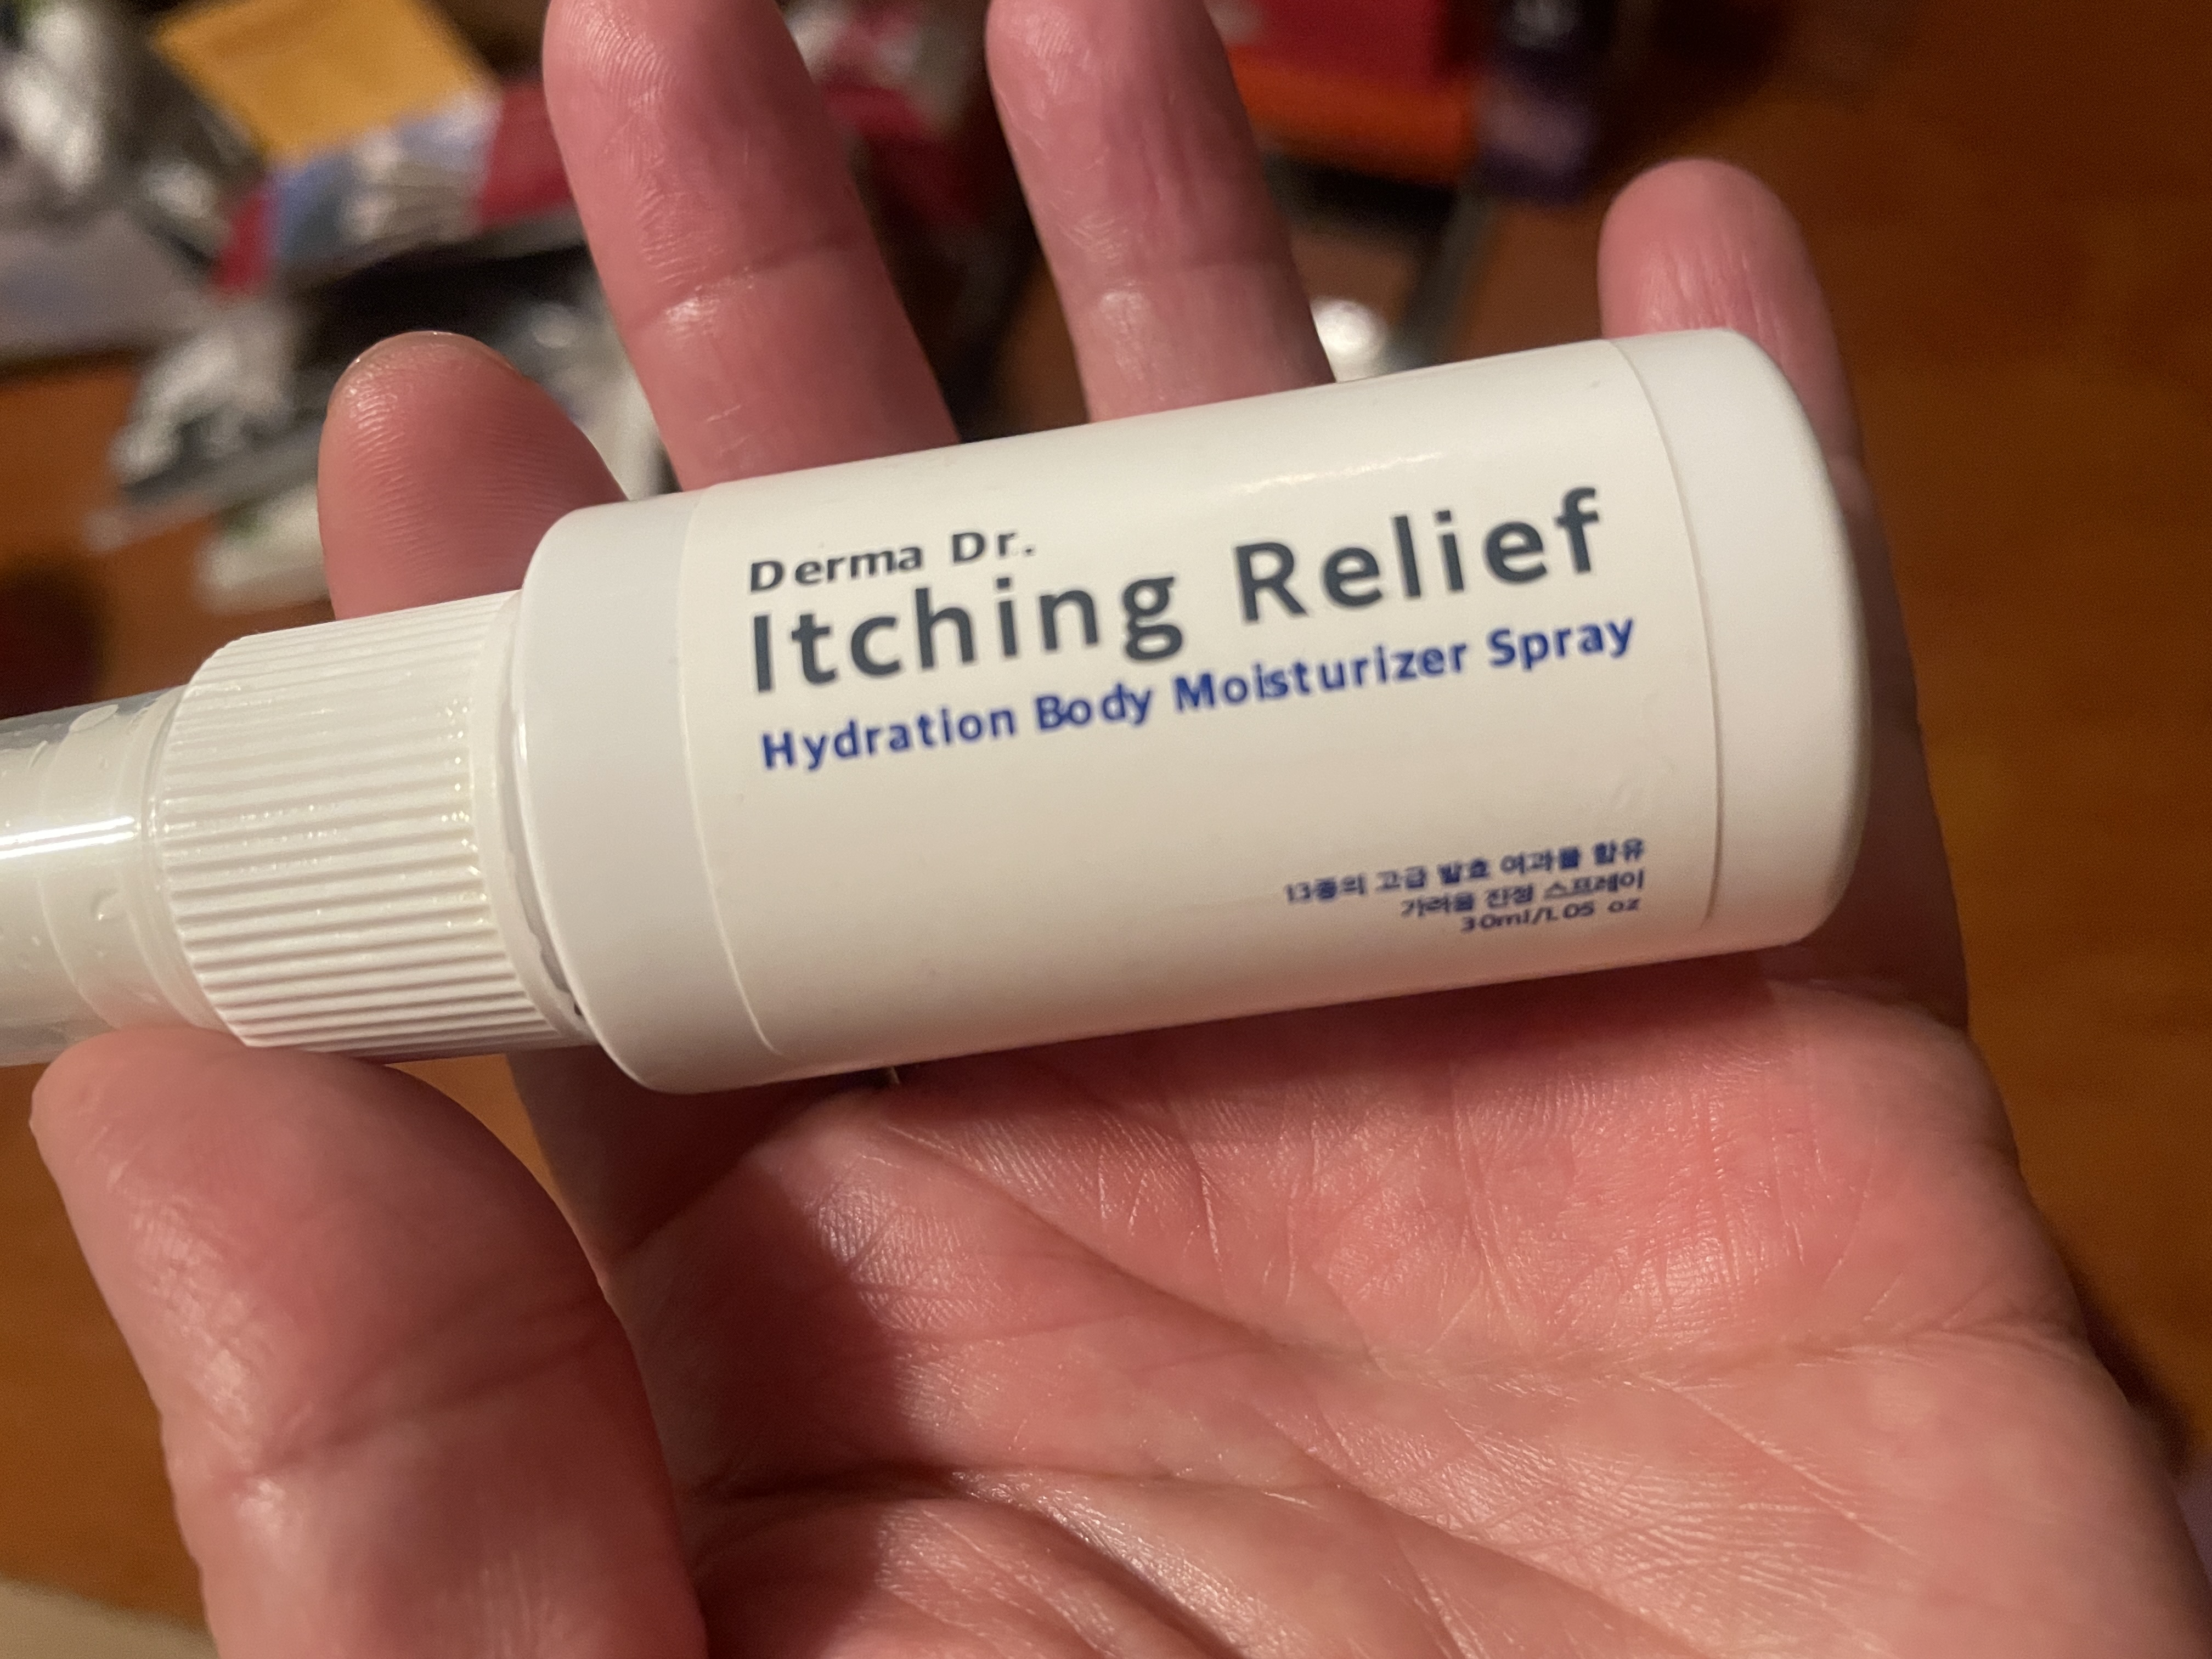 Derma Dr.
Itching Relief
Hydration Body Moisturizer Spray
13종의 고급 발효 여과물 함유
가려움 진정 스프레이
30ml/1.05 oz